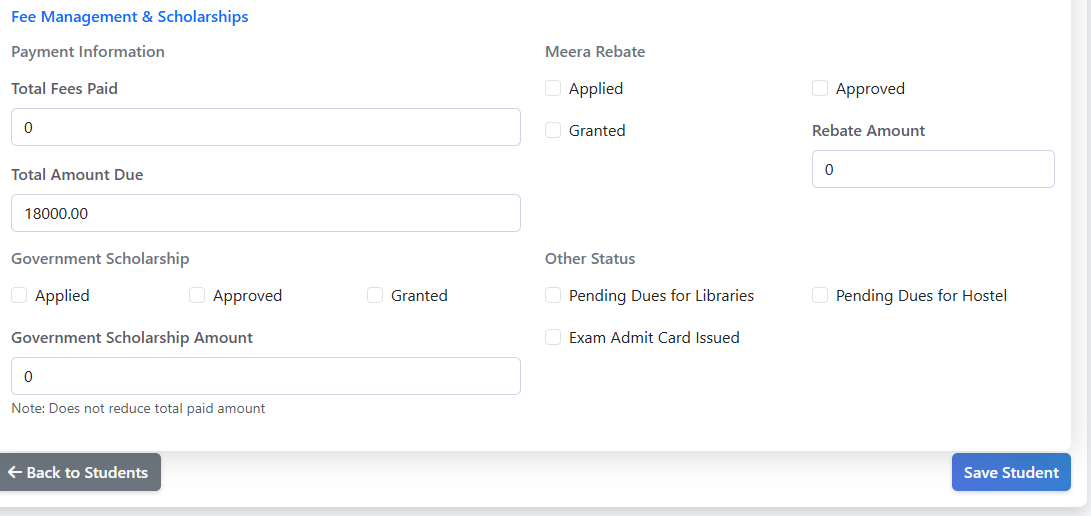 Fee Management & Scholarships
Payment Information
Total Fees Paid
0
Total Amount Due
18000.00
Meera Rebate
Applied
Approved
Granted
Rebate Amount
0
Government Scholarship
Applied Approved Granted
Government Scholarship Amount
0
Note: Does not reduce total paid amount
Other Status
Pending Dues for Libraries
Pending Dues for Hostel
Exam Admit Card Issued
Back to Students
Save Student